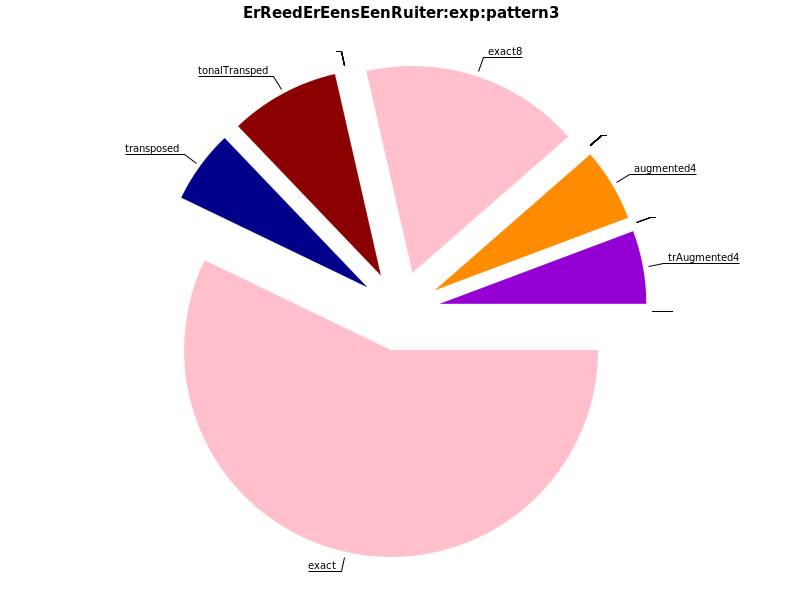 ErReedErEensEenRuiter:exp:pattern3
exact8
tonalTransped
transposed
augmented4
trAugmented4
exact